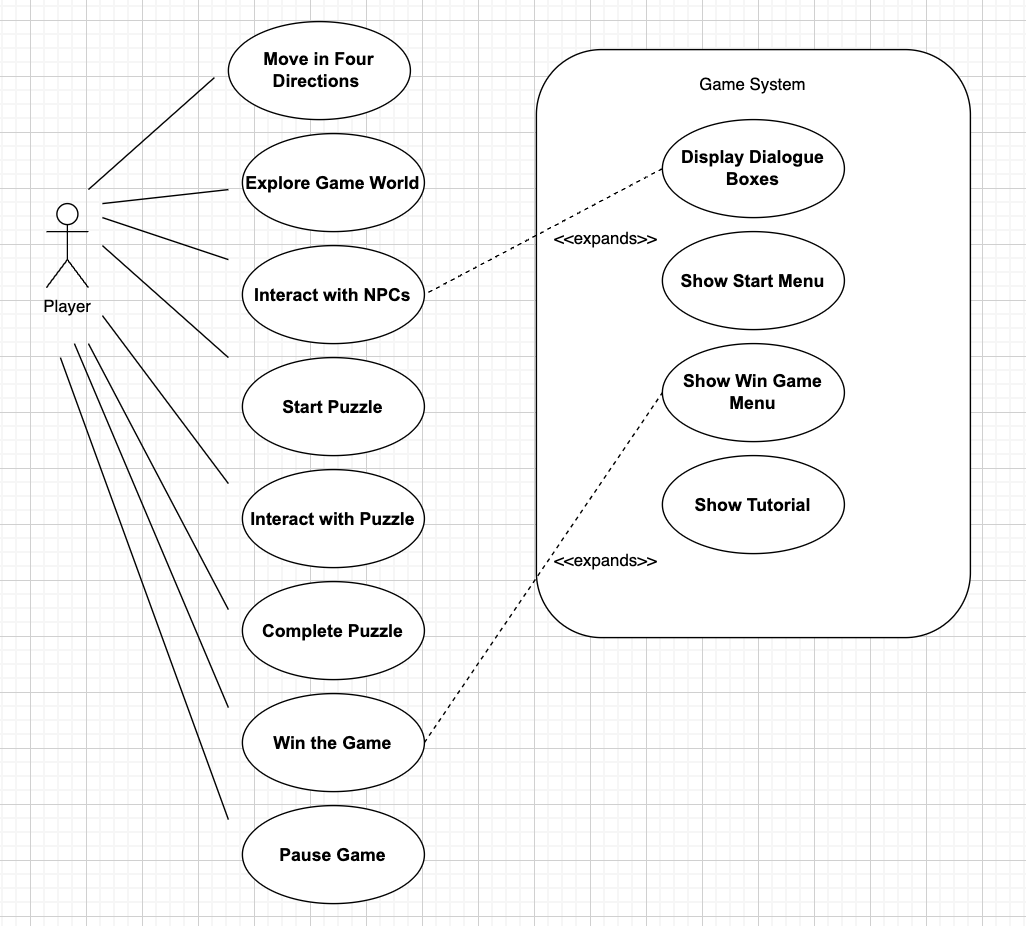 Move in Four
Directions
Explore Game World
Interact with NPCs
Player
Start Puzzle
Interact with Puzzle
Complete Puzzle
Win the Game
Pause Game
Game System
Display Dialogue
Boxes
<<expands>>
Show Start Menu
Show Win Game
Menu
Show Tutorial
<<expands>>